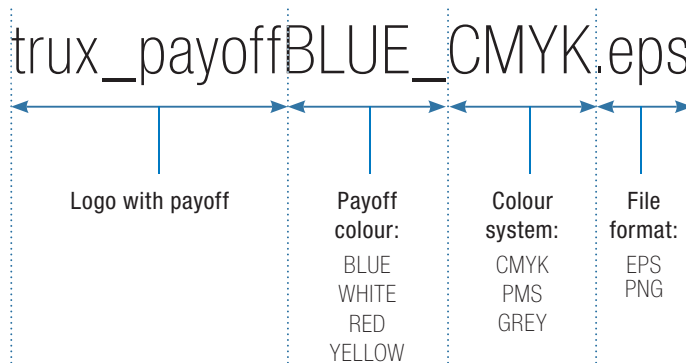 trux_payoffBLUE_CMYK.eps
Logo with payoff
Payoff
colour:
BLUE
WHITE
RED
YELLOW
Colour
system:
CMYK
PMS
GREY
File
format:
EPS
PNG